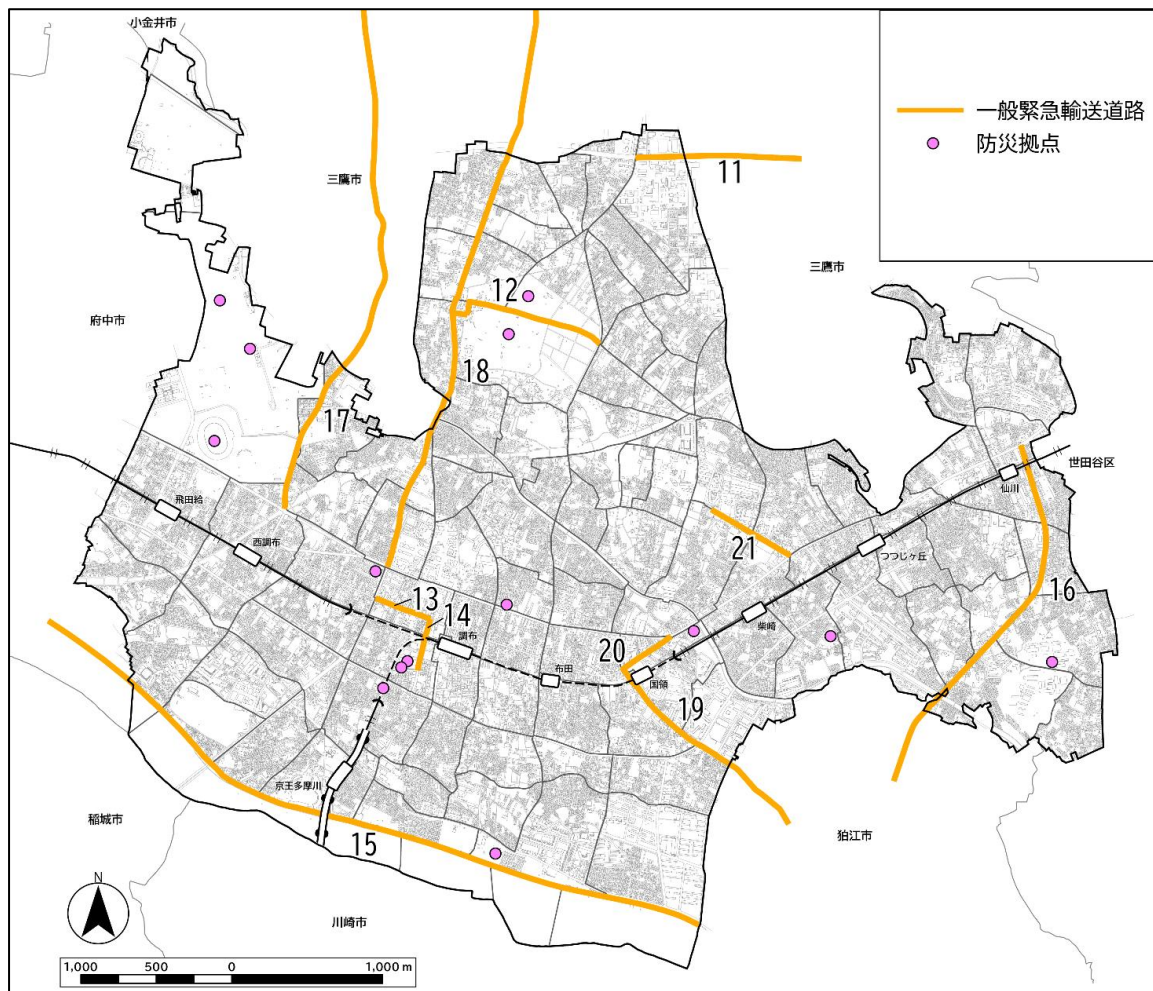 小金井市
一般緊急輸送道路
防災拠点
三鷹市
11
三鷹市
12
府中市
18
17
世田谷区
仙川
飛田給
西調布
21
つつじヶ丘
13
14
16
柴崎
調布
20
布田
国領
19
京王多摩川
稲城市
15
狛江市
N
川崎市
1,000 500 0 1,000 m